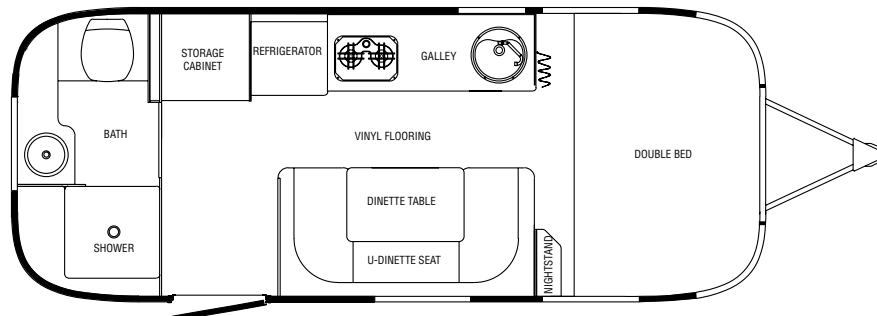 STORAGE
CABINET
REFRIGERATOR
GALLEY
BATH
VINYL FLOORING
DOUBLE BED
DINETTE TABLE
SHOWER
U-DINETTE SEAT
NIGHTSTAND